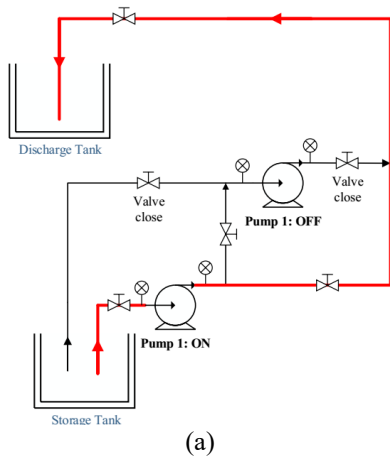 Discharge Tank
Valve
close
Valve
close
Pump 1: OFF
Pump 1: ON
Storage Tank
(a)